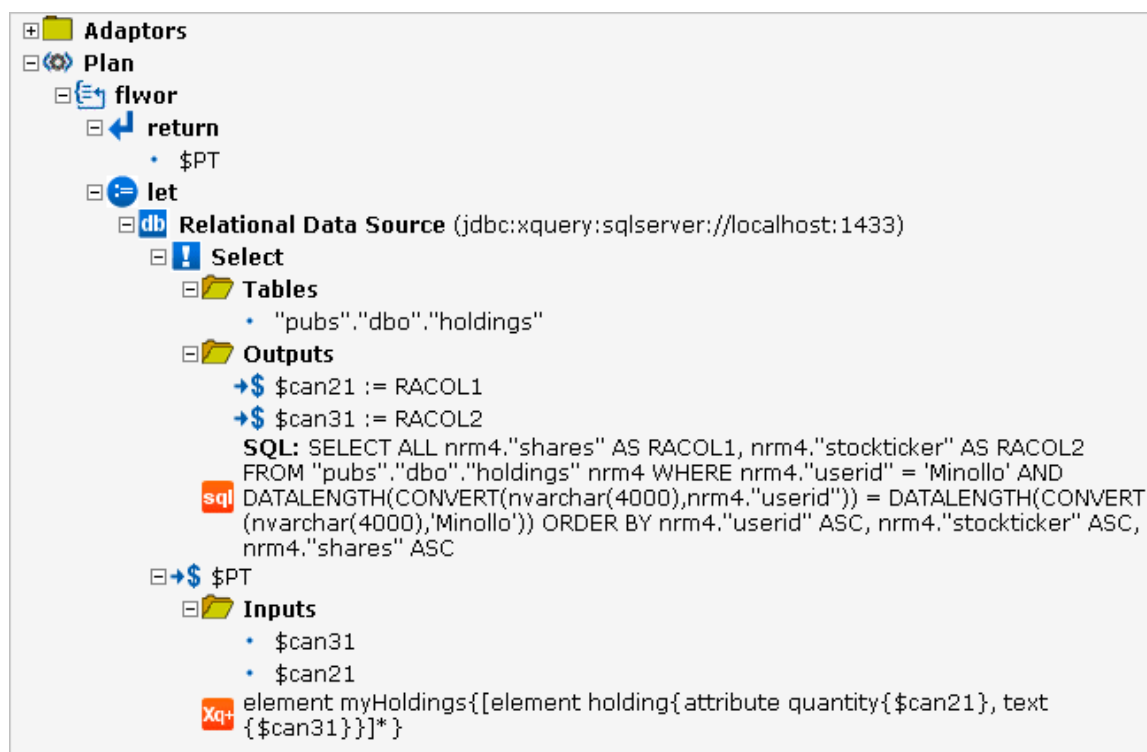 Adaptors
Plan
flwor
return
$PT
let
db Relational Data Source (jdbc:xquery:sqlserver://localhost:1433)
! Select
Tables
"pubs"."dbo"."holdings"
Outputs
$ $can21 := RACOL1
$ $can31 := RACOL2
SQL: SELECT ALL nrm4."shares" AS RACOL1, nrm4."stockticker" AS RACOL2
FROM "pubs"."dbo"."holdings" nrm4 WHERE nrm4."userid" = 'Minollo' AND
sql DATALENGTH(CONVERT(nvarchar(4000),nrm4."userid")) = DATALENGTH(CONVERT
(nvarchar(4000),'Minollo')) ORDER BY nrm4."userid" ASC, nrm4."stockticker" ASC,
nrm4."shares" ASC
$ $PT
Inputs
$can31
$can21
Xq+ element myHoldings{[element holding{attribute quantity{$can21}, text
{$can31}}]*}